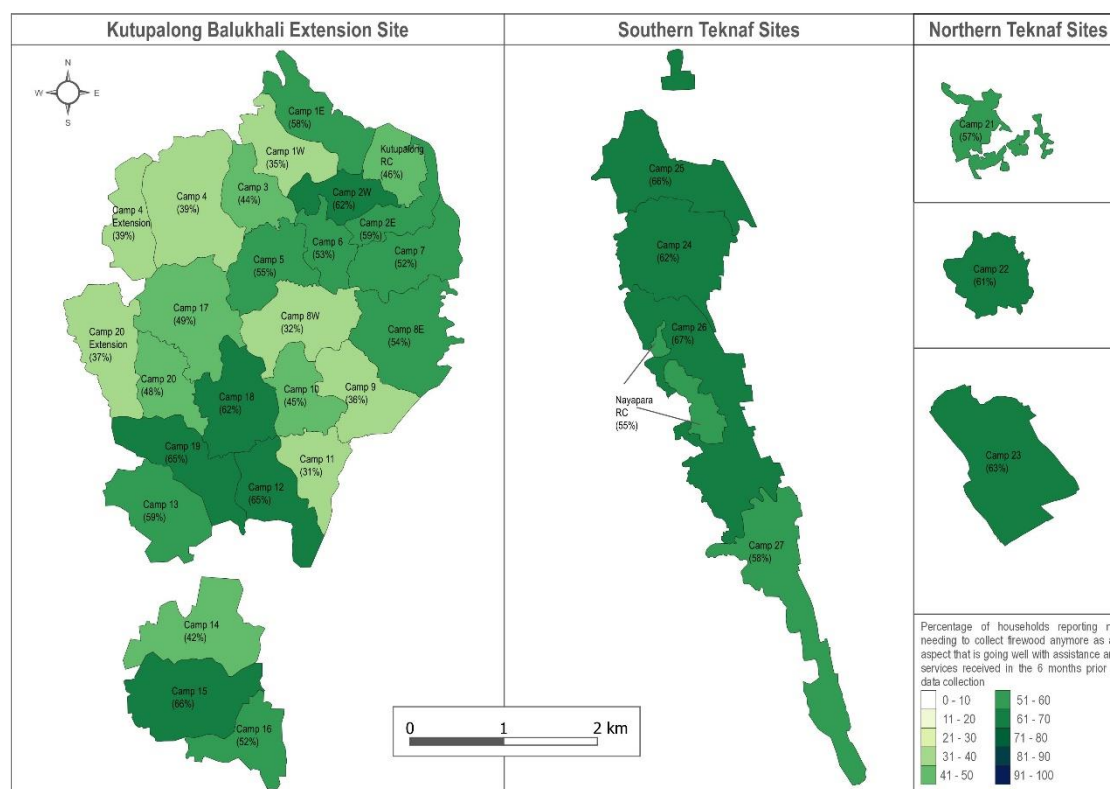 Kutupalong Balukhali Extension Site
Southern Teknaf Sites
Northern Teknaf Sites
N
W
E
S
Camp 1E
(58%)
Camp 1W
(35%)
Kutupalong
RC
(46%)
Camp 3
(44%)
Camp 2W
(62%)
Camp 4
(39%)
Camp 4
Extension
(39%)
Camp 2E
(59%)
Camp 6
(53%)
Camp 7
(52%)
Camp 5
(55%)
Camp 17
(49%)
Camp 8W
(32%)
Camp 8E
(54%)
Camp 20
Extension
(37%)
Camp 20
(48%)
Camp 18
(62%)
Camp 10
(45%)
Camp 9
(36%)
Camp 19
(65%)
Camp 12
(65%)
Camp 11
(31%)
Camp 13
(59%)
Camp 14
(42%)
Camp 15
(66%)
Camp 16
(52%)
Camp 25
(66%)
Camp 24
(62%)
Camp 26
(67%)
Nayapara
RC
(55%)
Camp 27
(58%)
0 1 2 km
Camp 21
(57%)
Camp 22
(61%)
Camp 23
(63%)
Percentage of households reporting
needing to collect firewood anymore as
aspect that is going well with assistance
services received in the 6 months prior
data collection
0 - 10
11 - 20
21 - 30
31 - 40
41 - 50
51 - 60
61 - 70
71 - 80
81 - 90
91 - 100